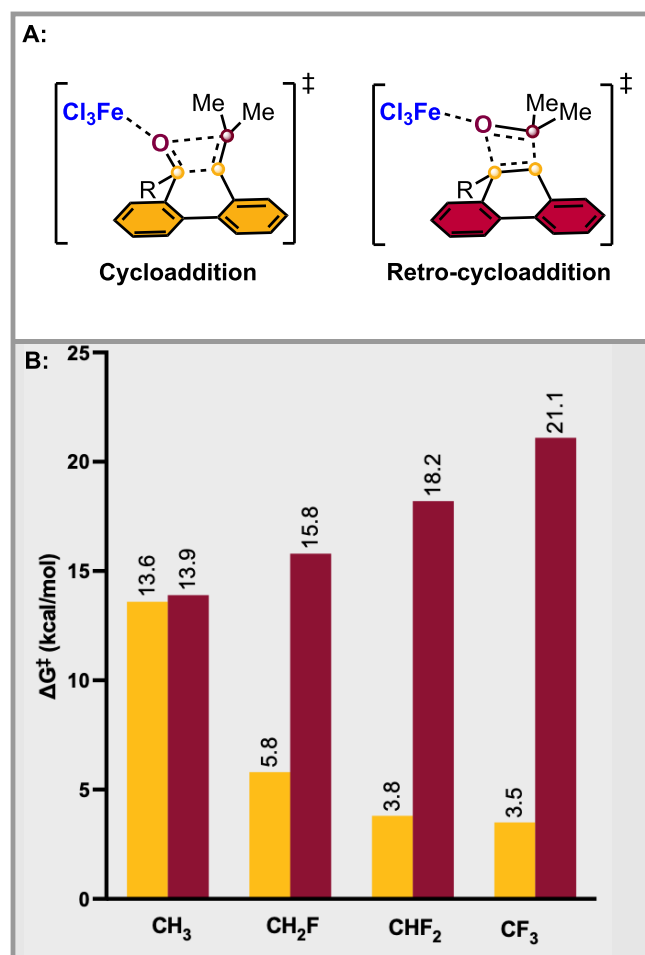 A:
Me
Me
‡
Cl₃Fe
O
R
Cycloaddition
Me
Me
‡
Cl₃Fe
O
R
Retro-cycloaddition
B:
ΔG‡ (kcal/mol)
25
20
15
10
5
0
13.6
13.9
5.8
15.8
3.8
18.2
3.5
21.1
CH₃
CH₂F
CHF₂
CF₃